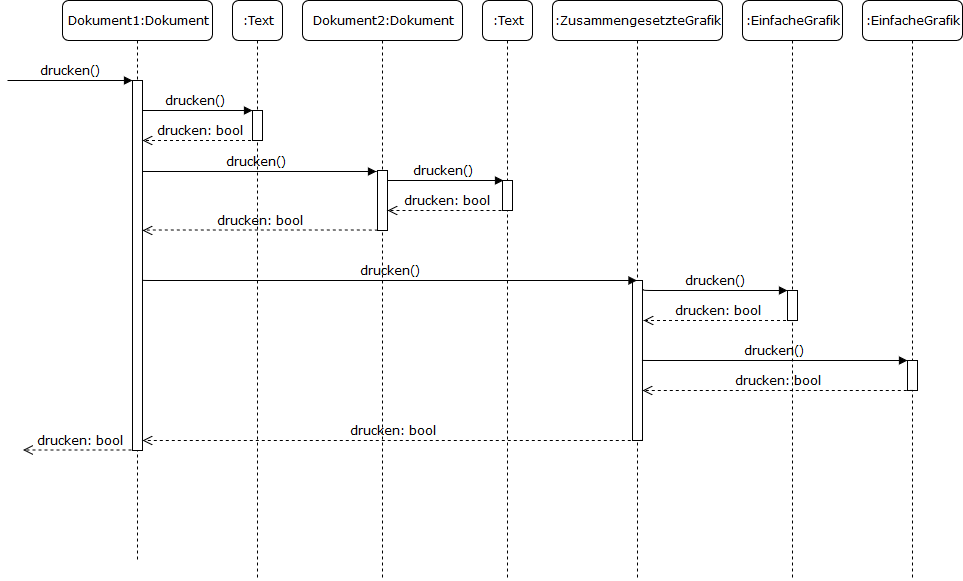 Dokument1:Dokument
:Text
Dokument2:Dokument
:Text
:ZusammengesetzteGrafik
:EinfacheGrafik
:EinfacheGrafik
drucken()
drucken()
drucken: bool
drucken()
drucken()
drucken: bool
drucken: bool
drucken()
drucken()
drucken: bool
drucken()
drucken: bool
drucken: bool
drucken: bool